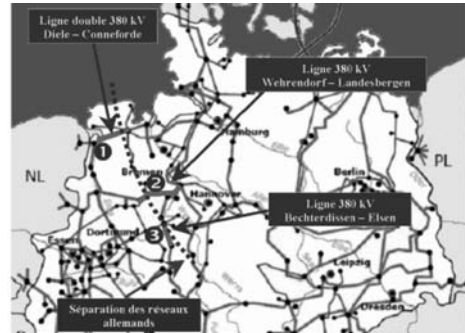 Ligne double 380 kV
Diele – Conneforde
Ligne 380 kV
Wehrendorf – Landesbergen
Hamburg
NL
PL
1
Bremen
2
Berlin
Hannover
Ligne 380 kV
Bechterdissen – Elsen
Essen
Dortmund
3
Leipzig
Séparation des réseaux
allemands
Dresden